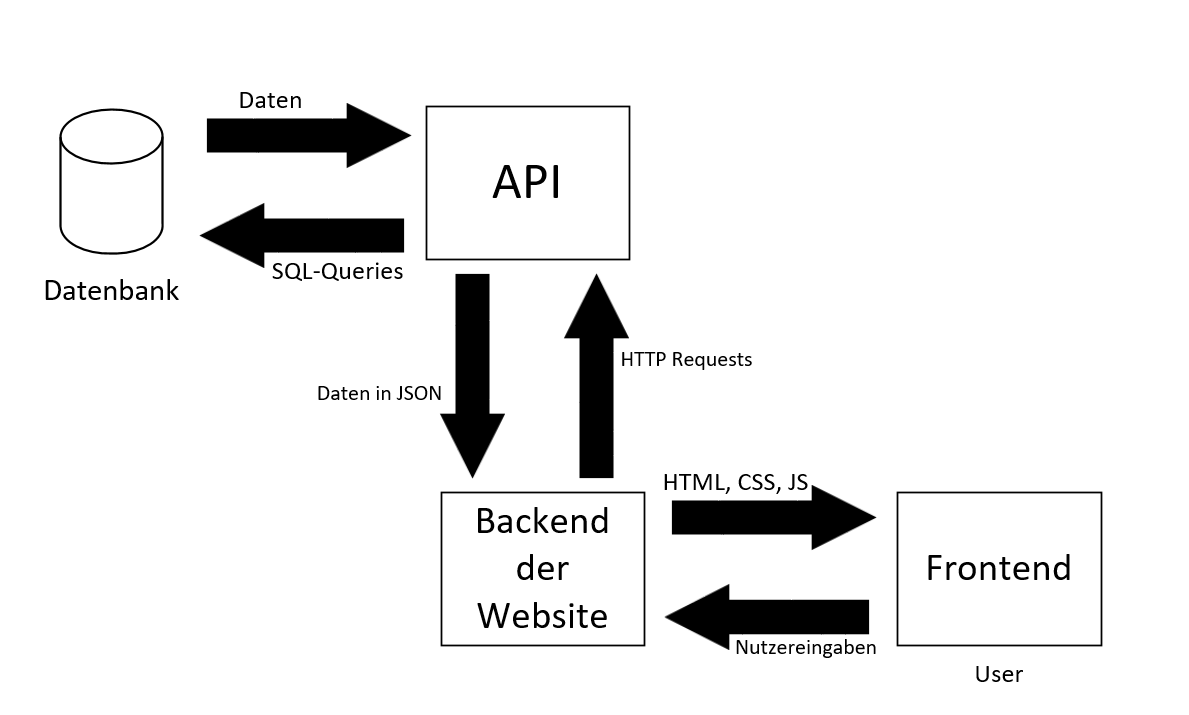 Daten
API
SQL-Queries
Datenbank
HTTP Requests
Daten in JSON
HTML, CSS, JS
Backend
der
Website
Frontend
Nutzereingaben
User